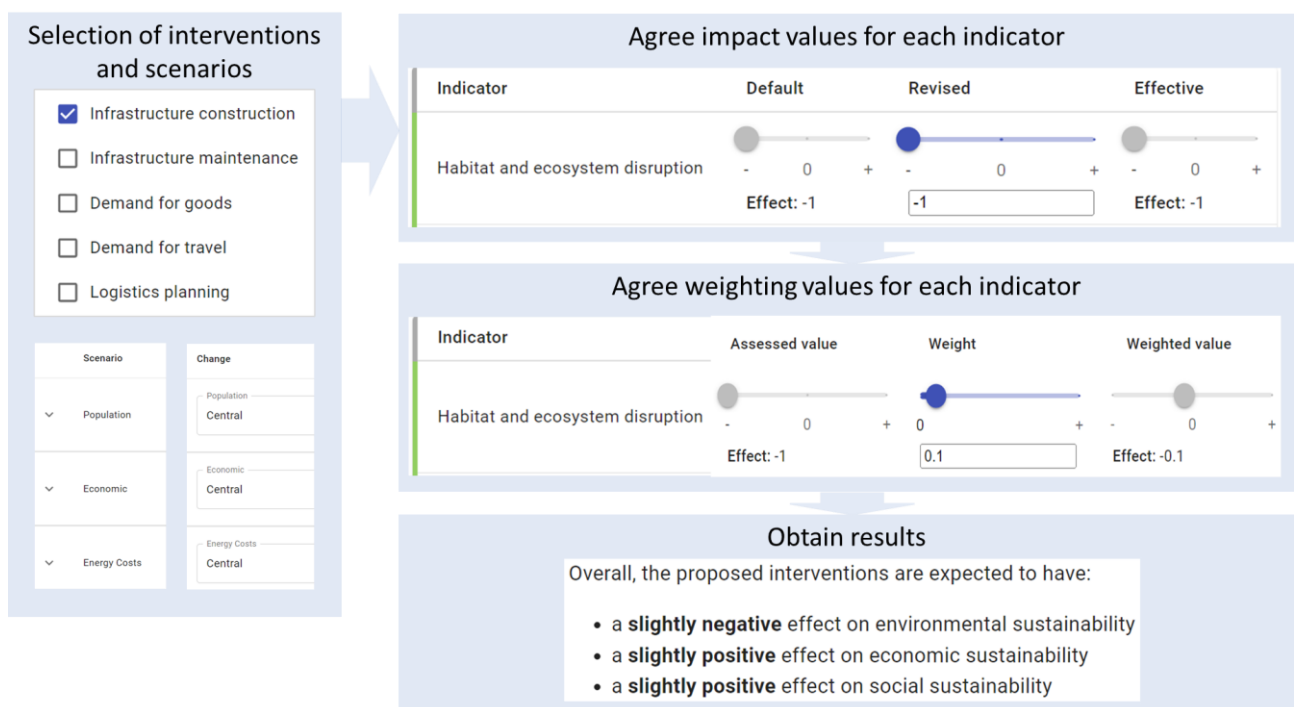 Selection of interventions
and scenarios
Infrastructure construction
Infrastructure maintenance
Demand for goods
Demand for travel
Logistics planning
Scenario Change
Population
Population Central
Economic
Economic Central
Energy Costs
Energy Costs Central
Agree impact values for each indicator
Indicator Default Revised Effective
Habitat and ecosystem disruption
- 0 + - 0 + - 0 +
Effect: -1 -1 Effect: -1
Agree weighting values for each indicator
Indicator Assessed value Weight Weighted value
Habitat and ecosystem disruption
- 0 + 0 + - 0 +
Effect: -1 0.1 Effect: -0.1
Obtain results
Overall, the proposed interventions are expected to have:
• a slightly negative effect on environmental sustainability
• a slightly positive effect on economic sustainability
• a slightly positive effect on social sustainability